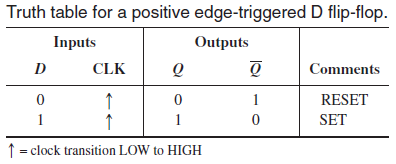 Truth table for a positive edge-triggered D flip-flop.
Inputs Outputs
D CLK Q Q̅ Comments
0 ↑ 0 1 RESET
1 ↑ 1 0 SET
↑ = clock transition LOW to HIGH